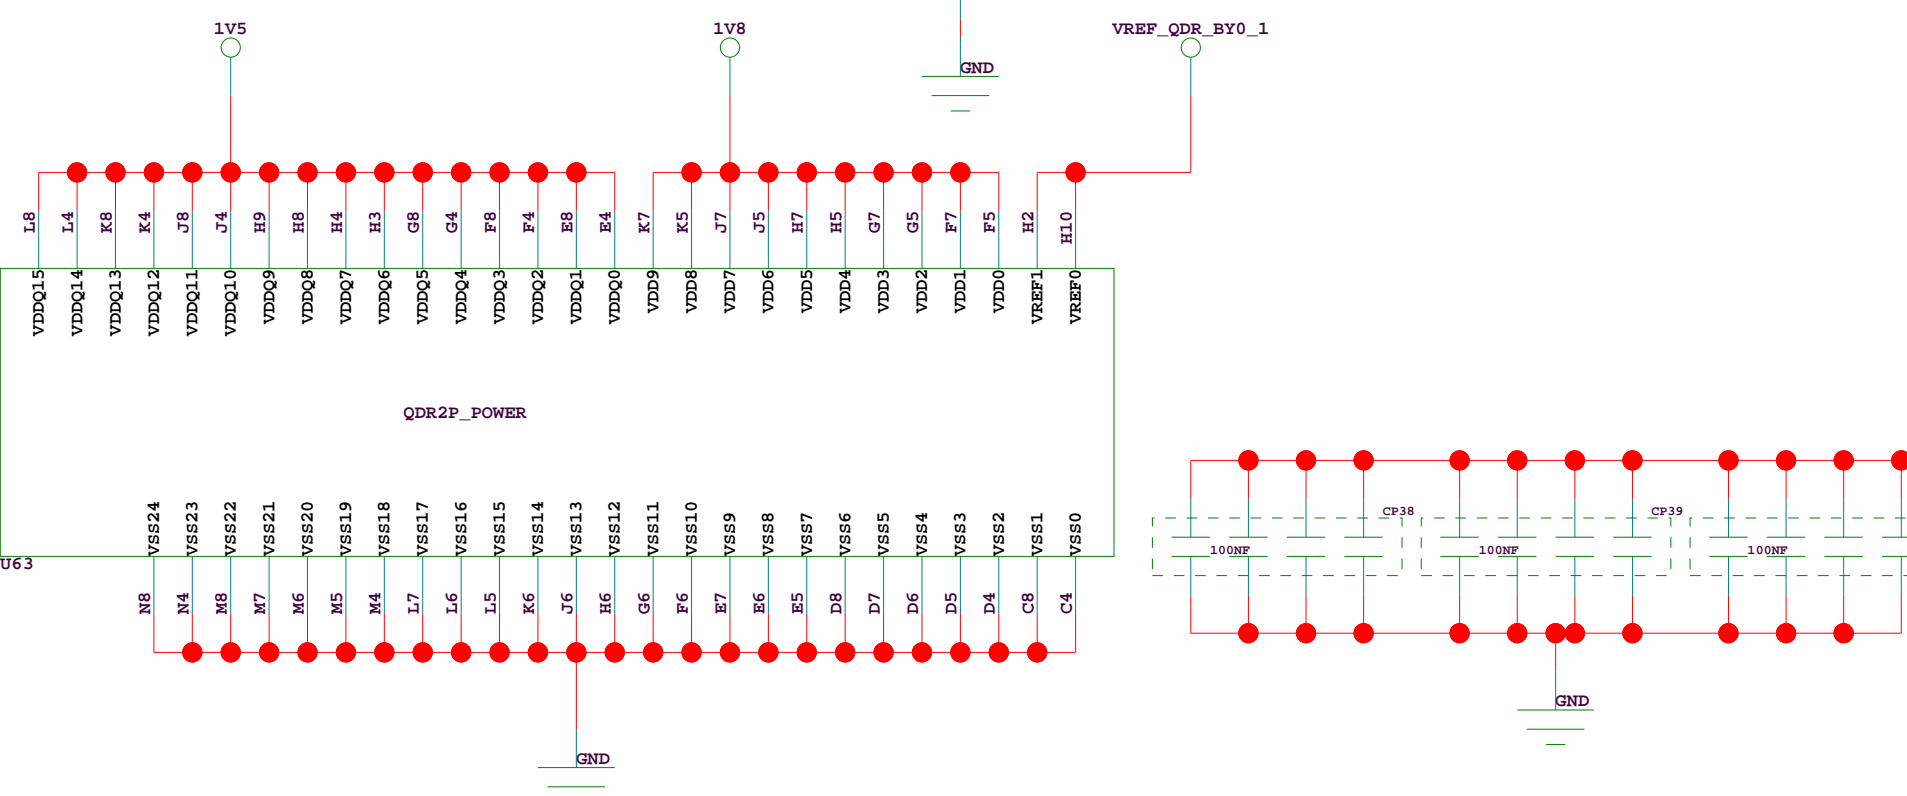 1V5
1V8
VREF_QDR_BY0_1
GND
L8 L4 K8 K4 J8 J4 H9 H8 H4 H3 G8 G4 F8 F4 E8 E4 K7 K5 J7 J5 H7 H5 G7 G5 F7 F5 H2 H10
VDDQ15 VDDQ14 VDDQ13 VDDQ12 VDDQ11 VDDQ10 VDDQ9 VDDQ8 VDDQ7 VDDQ6 VDDQ5 VDDQ4 VDDQ3 VDDQ2 VDDQ1 VDDQ0 VDD9 VDD8 VDD7 VDD6 VDD5 VDD4 VDD3 VDD2 VDD1 VDD0 VREF1 VREF0
QDR2P_POWER
VSS24 VSS23 VSS22 VSS21 VSS20 VSS19 VSS18 VSS17 VSS16 VSS15 VSS14 VSS13 VSS12 VSS11 VSS10 VSS9 VSS8 VSS7 VSS6 VSS5 VSS4 VSS3 VSS2 VSS1 VSS0
U63
N8 N4 M8 M7 M6 M5 M4 L7 L6 L5 K6 J6 H6 G6 F6 E7 E6 E5 D8 D7 D6 D5 D4 C8 C4
GND
CP38
CP39
100NF
100NF
100NF
GND